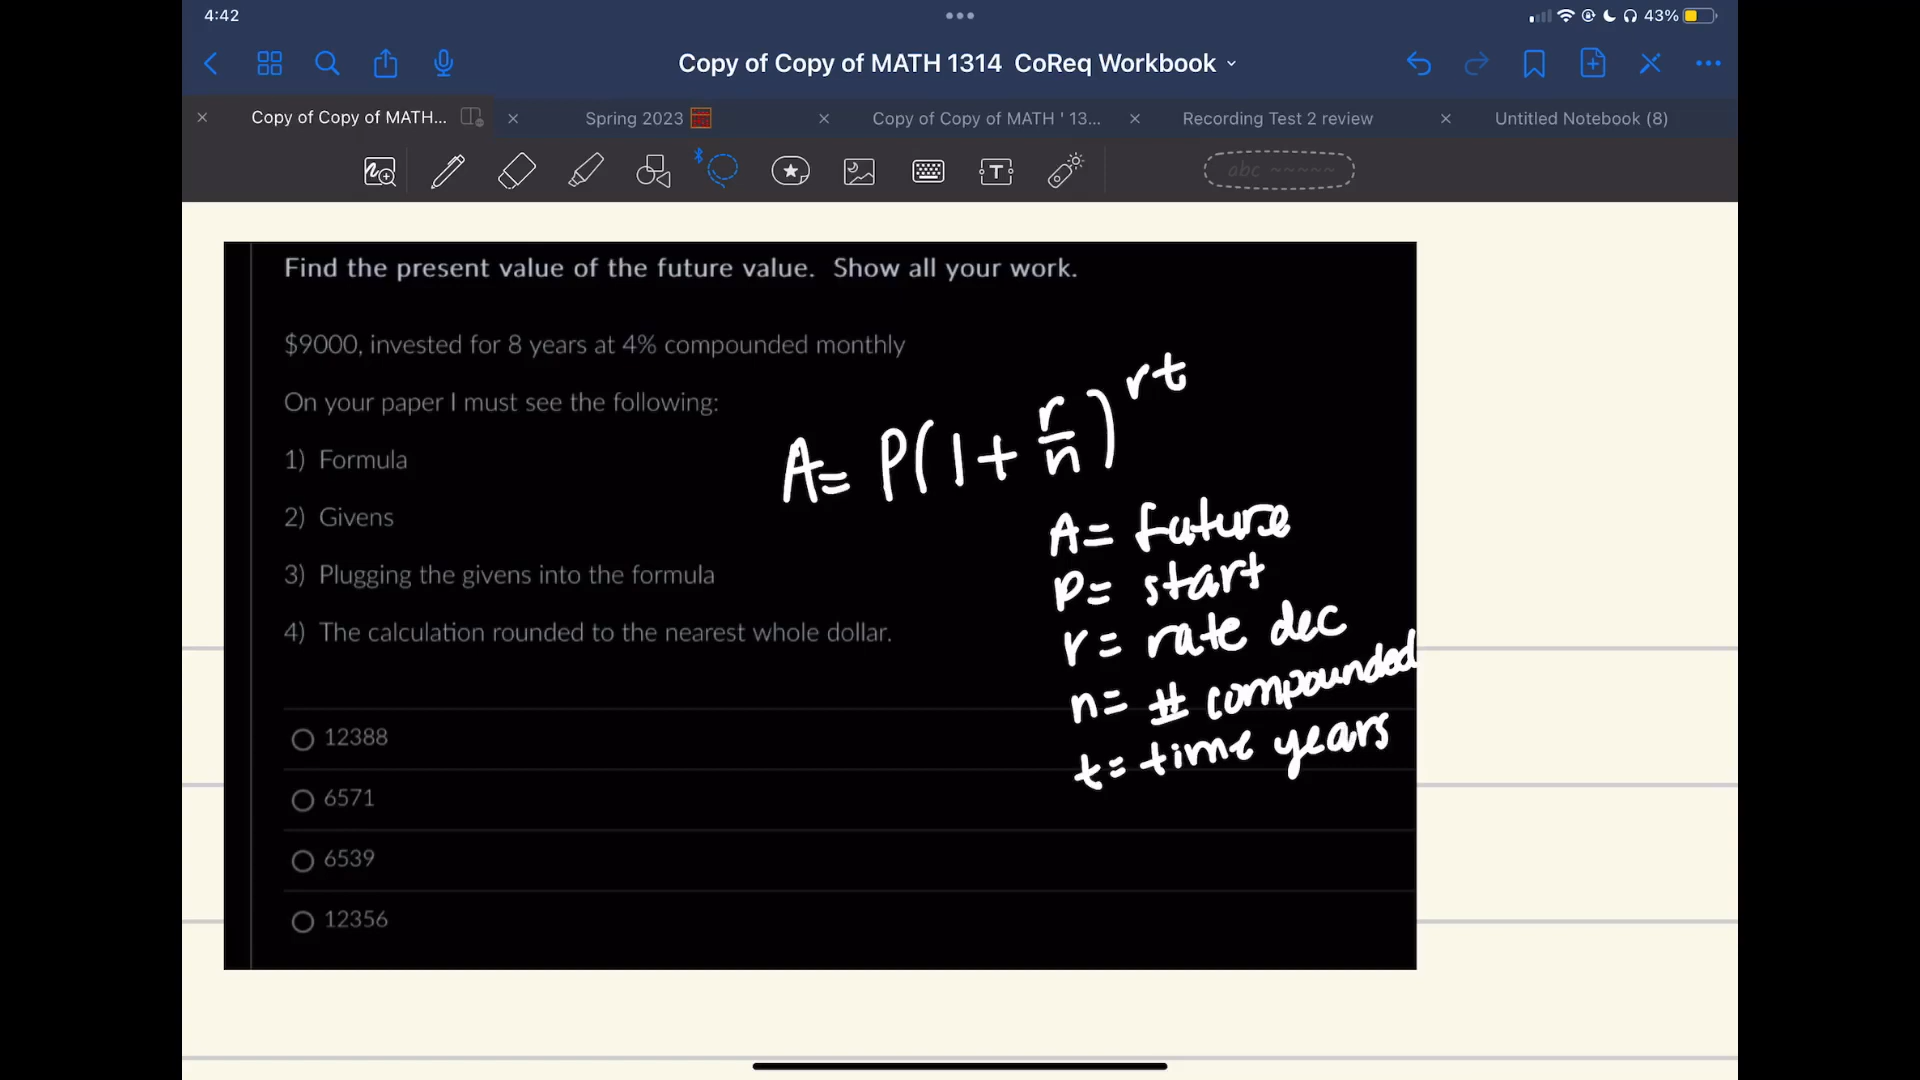 4:42
43%
Copy of Copy of MATH 1314 CoReq Workbook
Copy of Copy of MATH...
Spring 2023
Copy of Copy of MATH ' 13...
Recording Test 2 review
Untitled Notebook (8)
T
abc ~~~~~
Find the present value of the future value. Show all your work.
$9000, invested for 8 years at 4% compounded monthly
On your paper I must see the following:
1) Formula
2) Givens
3) Plugging the givens into the formula
4) The calculation rounded to the nearest whole dollar.
A= P(1+ r/n)^rt
A= future
P= start
r= rate dec
n= # compounded
t= time years
12388
6571
6539
12356